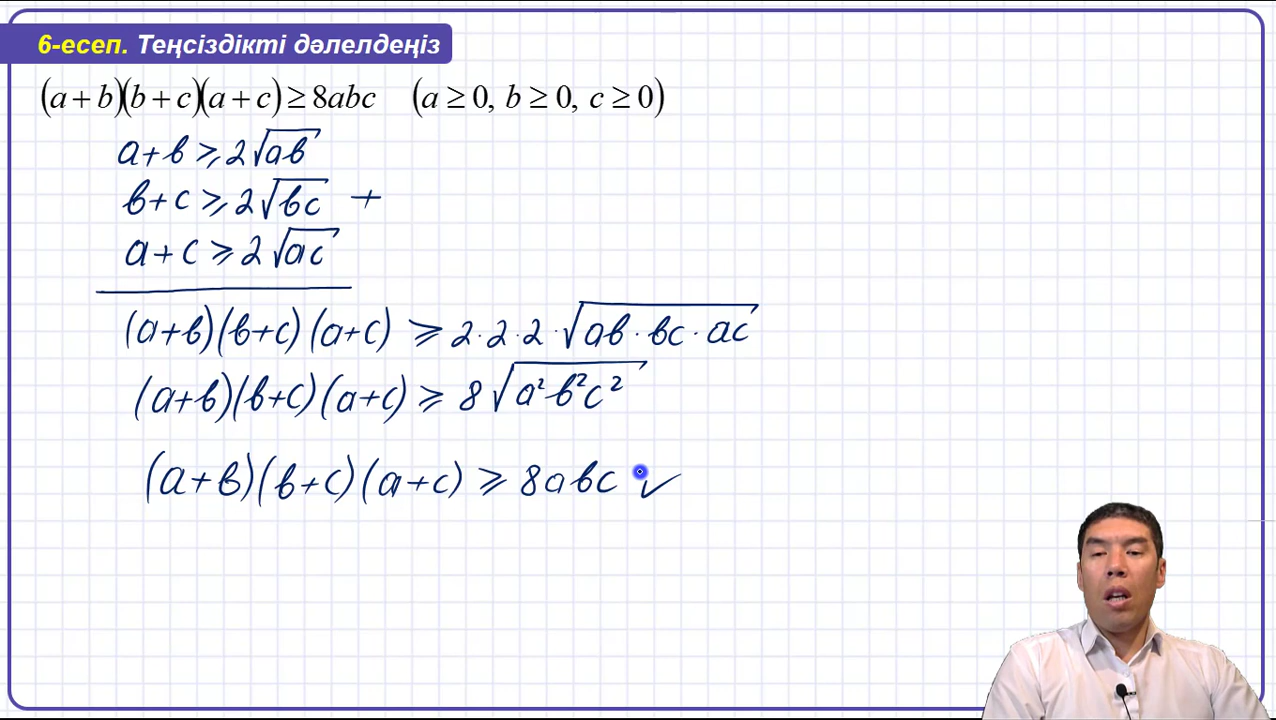 6-есеп. Теңсіздікті дәлелдеңіз
(a + b)(b + c)(a + c) ≥ 8abc (a ≥ 0, b ≥ 0, c ≥ 0)
a+b ⩾ 2√ab
b+c ⩾ 2√bc +
a+c ⩾ 2√ac
(a+b)(b+c)(a+c) ⩾ 2·2·2·√ab·bc·ac
(a+b)(b+c)(a+c) ⩾ 8√a²b²c²
(a+b)(b+c)(a+c) ⩾ 8abc ✓